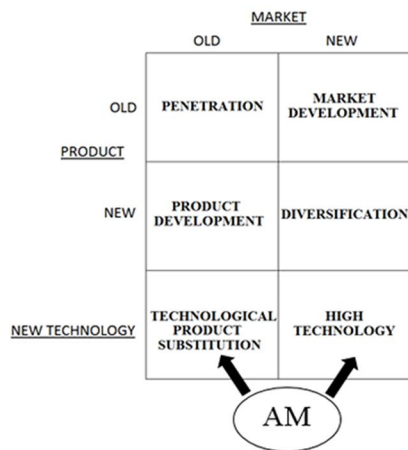 MARKET
OLD NEW
OLD
PENETRATION
MARKET
DEVELOPMENT
PRODUCT
NEW
PRODUCT
DEVELOPMENT
DIVERSIFICATION
NEW TECHNOLOGY
TECHNOLOGICAL
PRODUCT
SUBSTITUTION
HIGH
TECHNOLOGY
AM